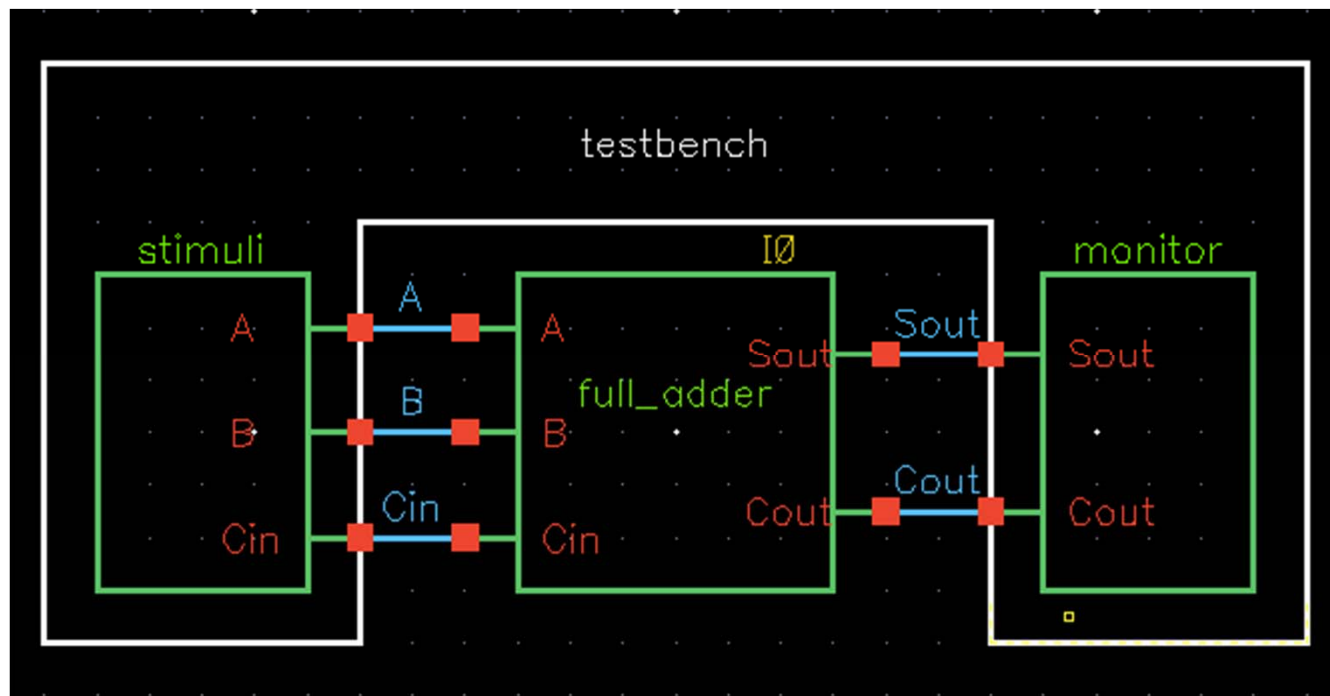 testbench
stimuli
I0
monitor
A
A
A
Sout
Sout
Sout
full_adder
B
B
B
Cin
Cin
Cin
Cout
Cout
Cout